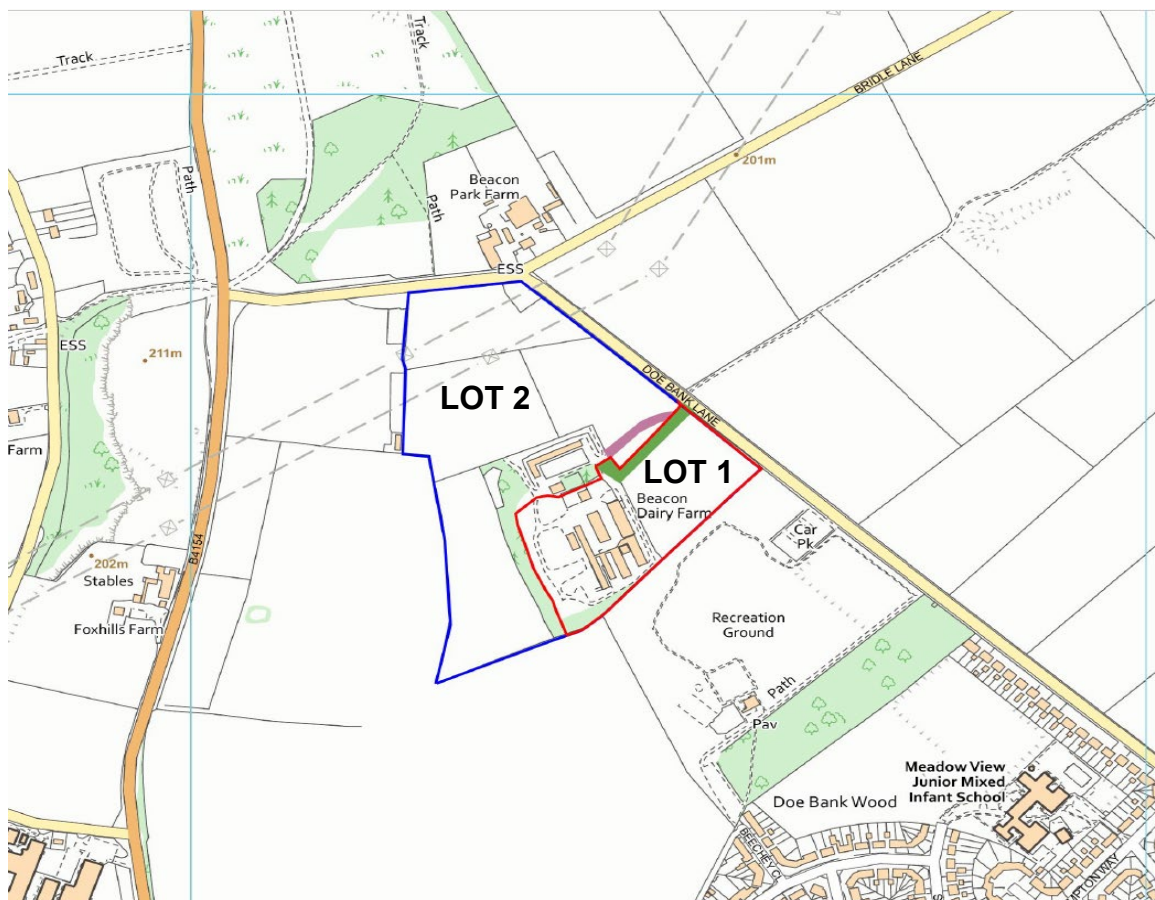 Track
Track
BRIDLE LANE
201m
Path
Path
Beacon
Park Farm
ESS
ESS
211m
LOT 2
DOE BANK LANE
LOT 1
Farm
Beacon
Dairy Farm
Car
Pk
B4154
202m
Stables
Foxhills Farm
Recreation
Ground
Path
Pav
Meadow View
Junior Mixed
Infant School
Doe Bank Wood